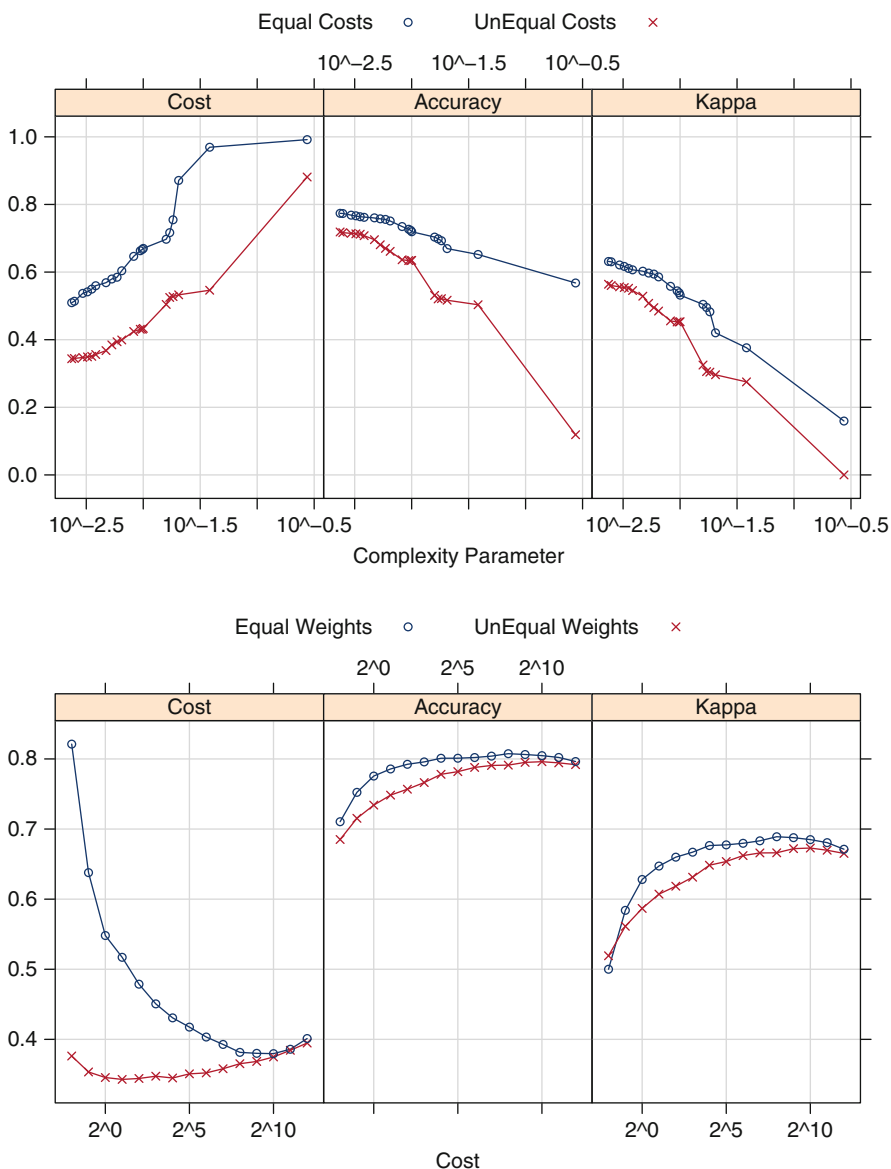 Equal Costs UnEqual Costs
10^−2.5 10^−1.5 10^−0.5
Cost Accuracy Kappa
1.0
0.8
0.6
0.4
0.2
0.0
10^−2.5 10^−1.5 10^−0.5 10^−2.5 10^−1.5 10^−0.5
Complexity Parameter
Equal Weights UnEqual Weights
2^0 2^5 2^10
Cost Accuracy Kappa
0.8
0.7
0.6
0.5
0.4
2^0 2^5 2^10 2^0 2^5 2^10
Cost